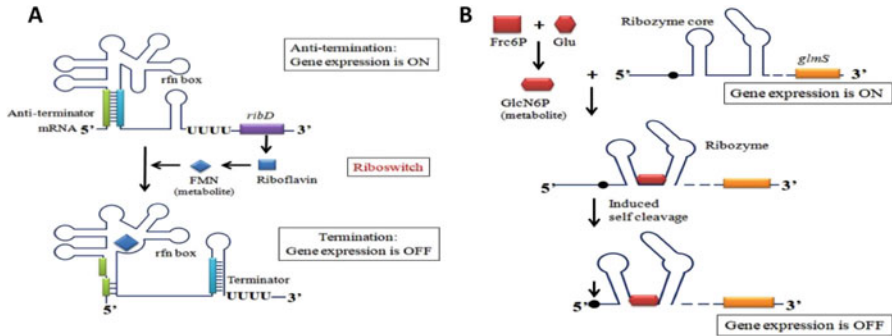 A
Anti-termination:
Gene expression is ON
rfn box
Anti-terminator
mRNA
5'
UUUU
ribD
3'
FMN
(metabolite)
Riboflavin
Riboswitch
Termination:
Gene expression is OFF
rfn box
Terminator
UUUU
3'
5'
B
Frc6P + Glu
GlcN6P
(metabolite)
+
Ribozyme core
glmS
5'
3'
Gene expression is ON
Ribozyme
5'
3'
Induced
self cleavage
5'
3'
Gene expression is OFF